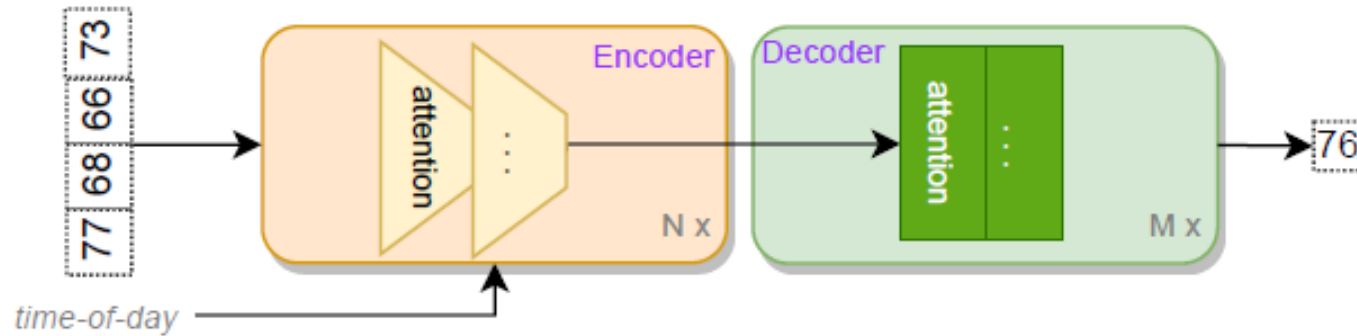 73
66
68
77
time-of-day
Encoder
attention
...
N x
Decoder
attention
...
M x
76